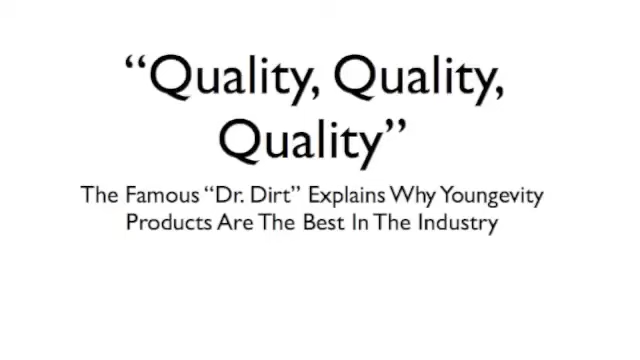 “Quality, Quality,
Quality”
The Famous “Dr. Dirt” Explains Why Youngevity
Products Are The Best In The Industry